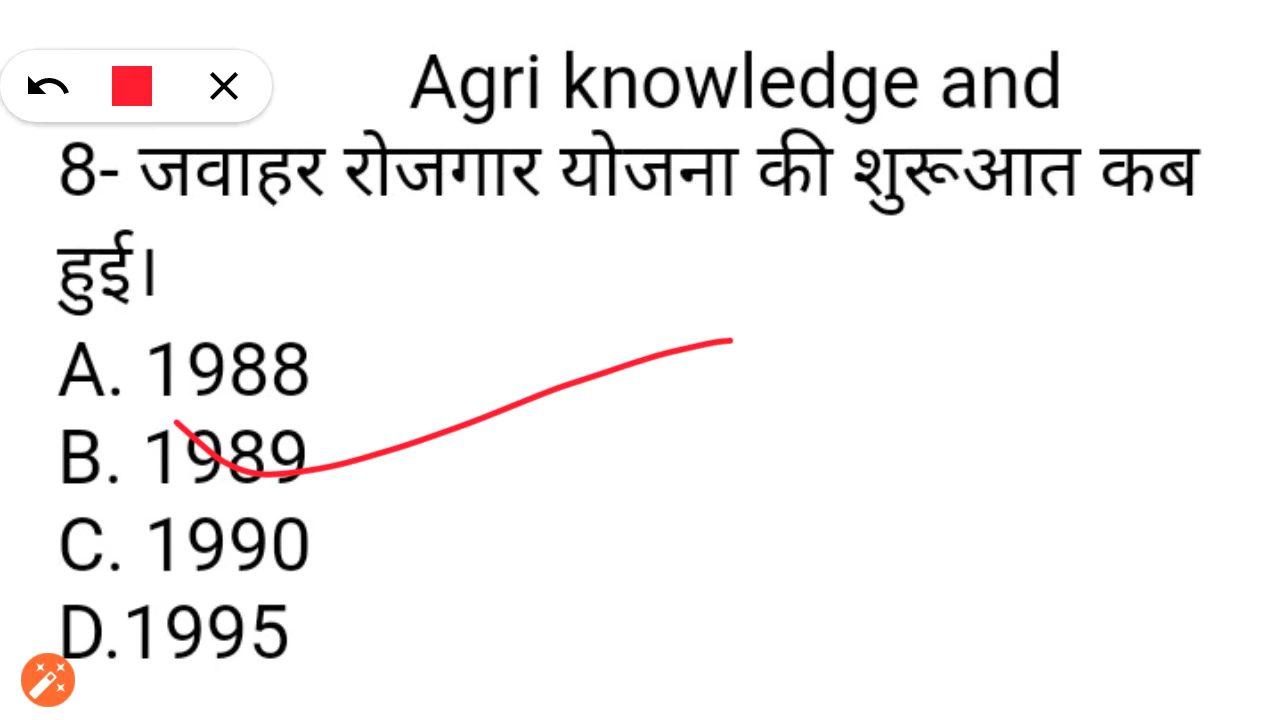 Agri knowledge and
8- जवाहर रोजगार योजना की शुरूआत कब
हुई।
A. 1988
B. 1989
C. 1990
D.1995